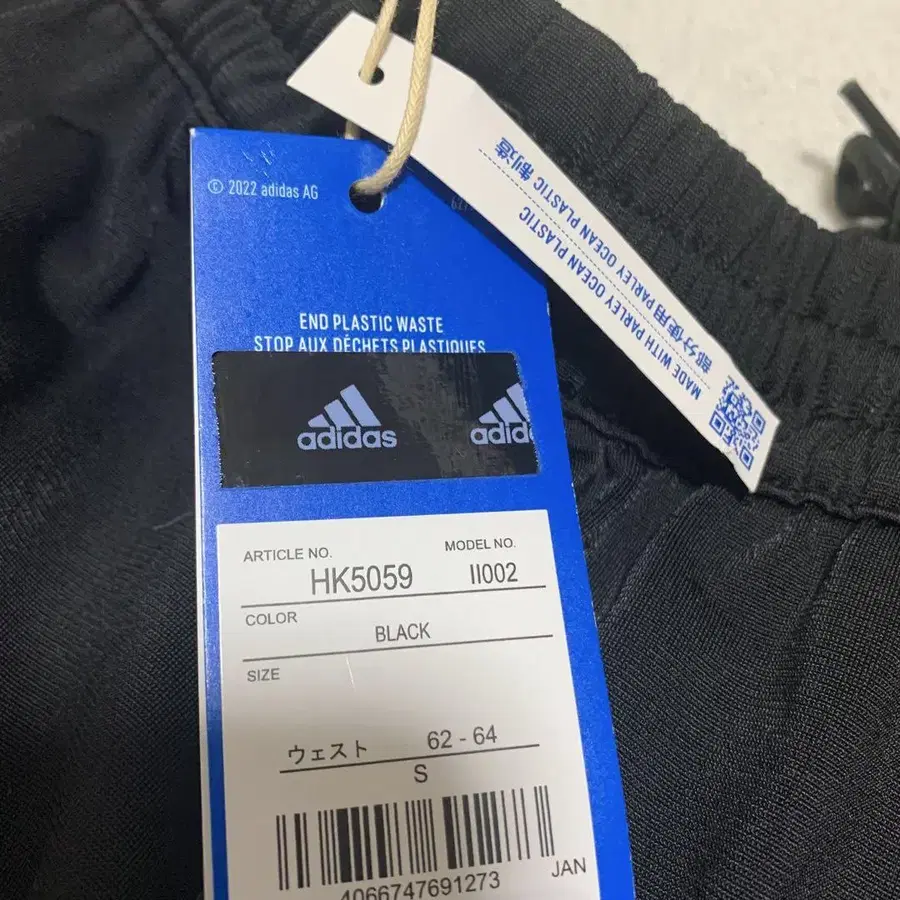 © 2022 adidas AG
END PLASTIC WASTE
STOP AUX DÉCHETS PLASTIQUES
adidas
adid
MADE WITH PARLEY OCEAN PLASTIC
部分使用 PARLEY OCEAN PLASTIC 制造
ARTICLE NO.
MODEL NO.
HK5059
II002
COLOR
BLACK
SIZE
ウェスト 62 - 64
S
JAN
4066747691273